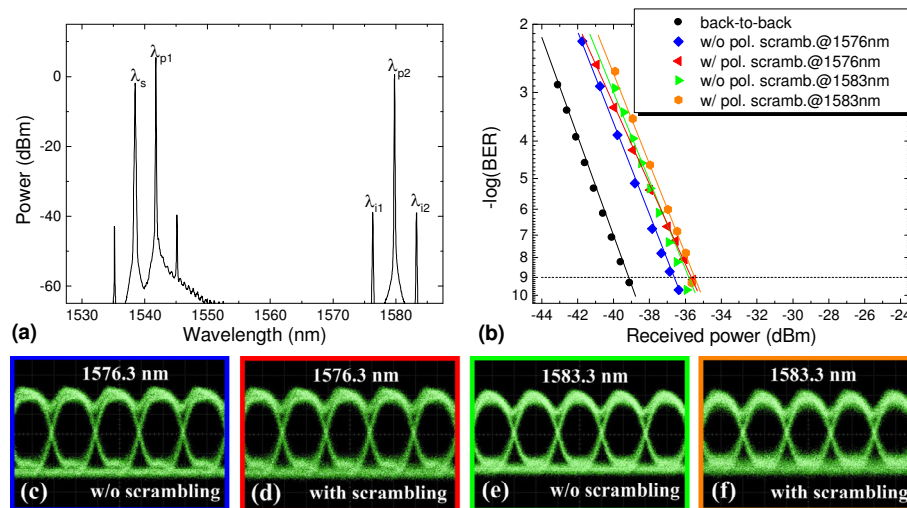 λs
λp1
λp2
λi1
λi2
0
-20
-40
-60
Power (dBm)
1530
1540
1550
1560
1570
1580
Wavelength (nm)
(a)
back-to-back
w/o pol. scramb.@1576nm
w/ pol. scramb.@1576nm
w/o pol. scramb.@1583nm
w/ pol. scramb.@1583nm
2
3
4
5
6
7
8
9
10
-log(BER)
-44 -42 -40 -38 -36 -34 -32 -30 -28 -26 -24
Received power (dBm)
(b)
1576.3 nm
(c) w/o scrambling
1576.3 nm
(d) with scrambling
1583.3 nm
(e) w/o scrambling
1583.3 nm
(f) with scrambling